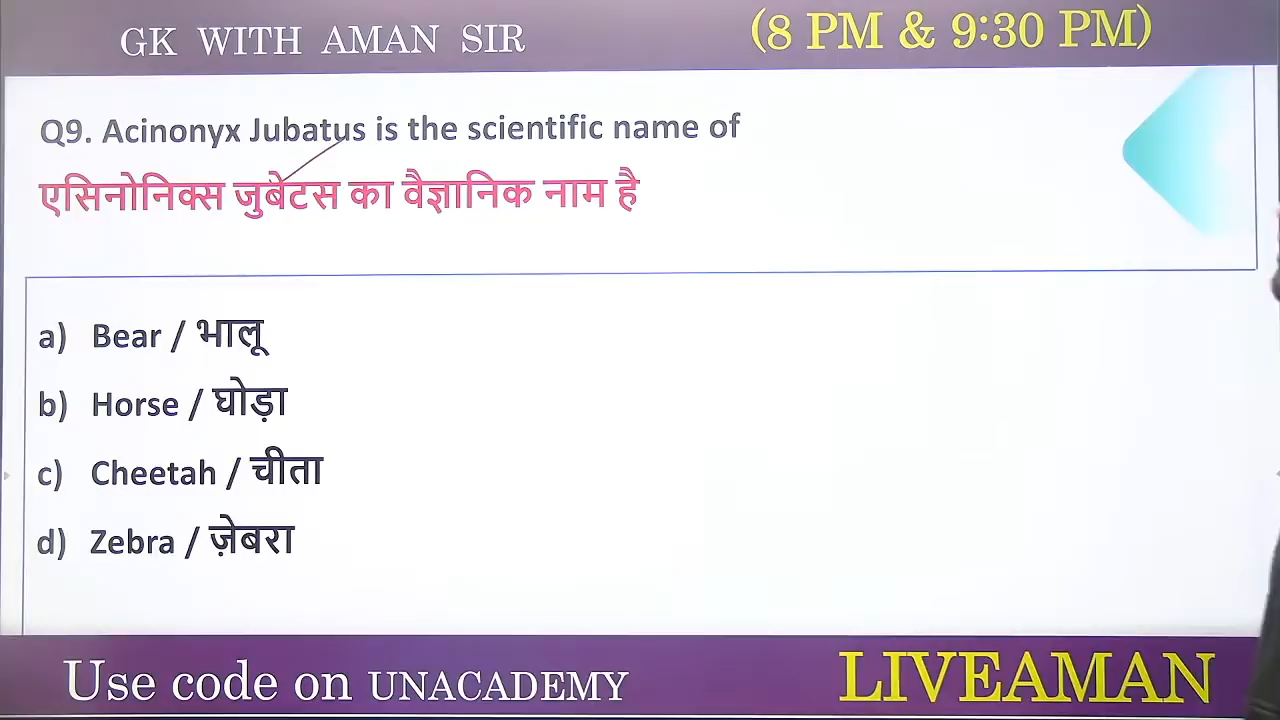 GK WITH AMAN SIR
(8 PM & 9:30 PM)
Q9. Acinonyx Jubatus is the scientific name of
एसिनोनिक्स जुबेटस का वैज्ञानिक नाम है
a) Bear / भालू
b) Horse / घोड़ा
c) Cheetah / चीता
d) Zebra / ज़ेबरा
Use code on UNACADEMY
LIVEAMAN